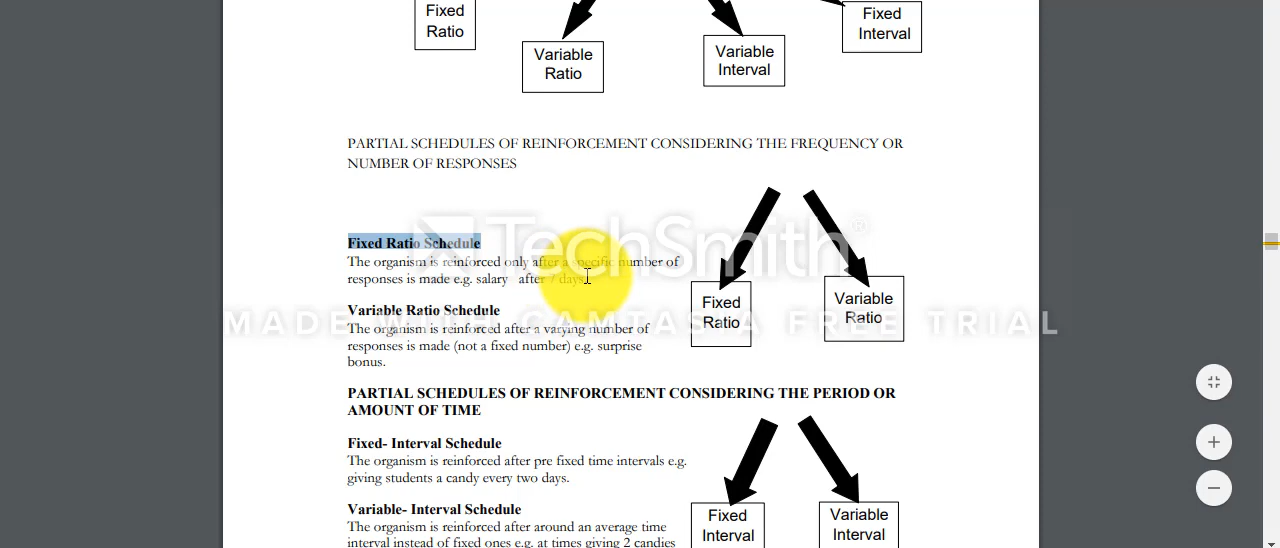 Fixed
Ratio
Variable
Ratio
Variable
Interval
Fixed
Interval
PARTIAL SCHEDULES OF REINFORCEMENT CONSIDERING THE FREQUENCY OR
NUMBER OF RESPONSES
TechSmith®
Fixed Ratio Schedule
The organism is reinforced only after a specific number of
responses is made e.g. salary after 7 days.
Fixed
Ratio
Variable
Ratio
MADE WITH CAMTASIA FREE TRIAL
Variable Ratio Schedule
The organism is reinforced after a varying number of
responses is made (not a fixed number) e.g. surprise
bonus.
PARTIAL SCHEDULES OF REINFORCEMENT CONSIDERING THE PERIOD OR
AMOUNT OF TIME
Fixed- Interval Schedule
The organism is reinforced after pre fixed time intervals e.g.
giving students a candy every two days.
Fixed
Interval
Variable
Interval
Variable- Interval Schedule
The organism is reinforced after around an average time
interval instead of fixed ones e.g. at times giving 2 candies